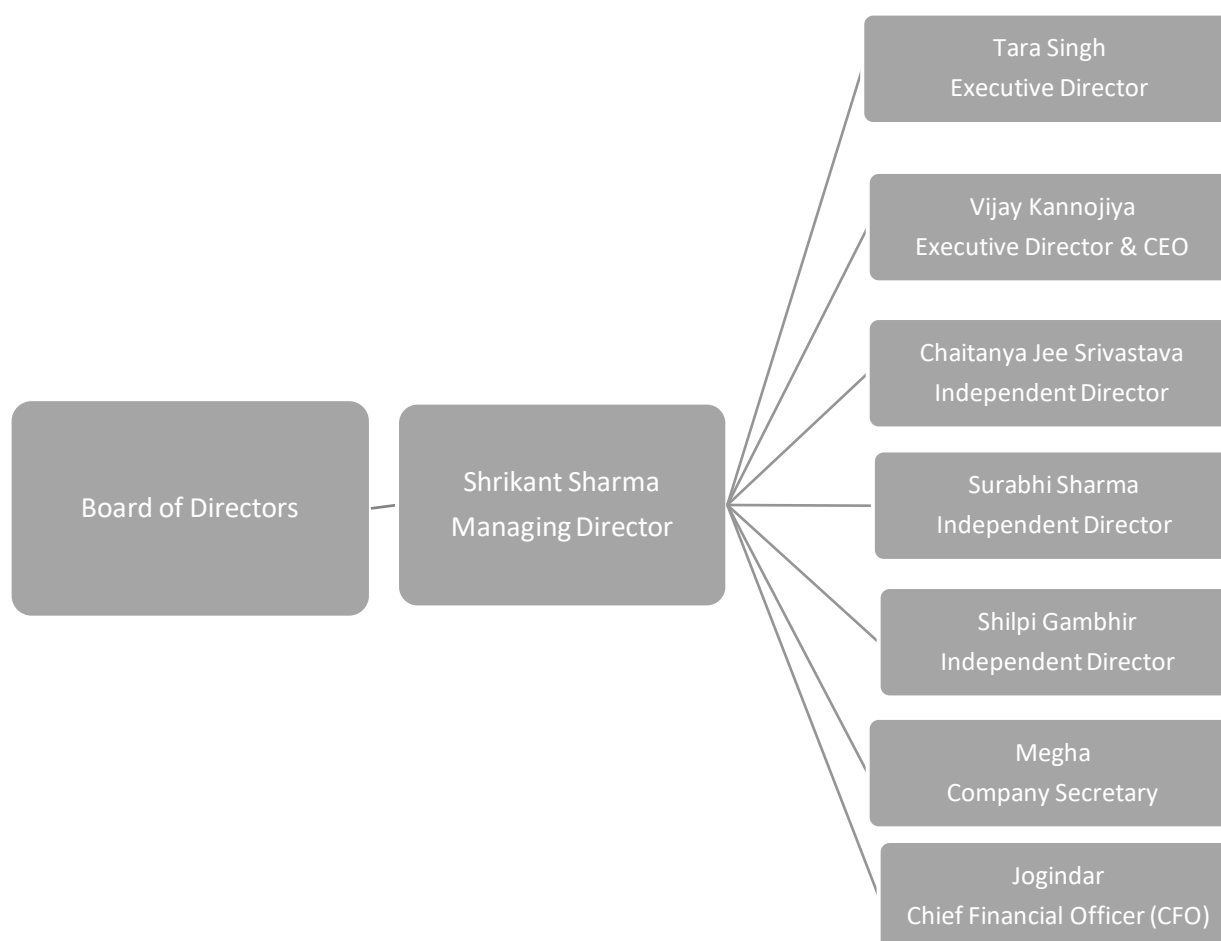 Board of Directors
Shrikant Sharma
Managing Director
Tara Singh
Executive Director
Vijay Kannojiya
Executive Director & CEO
Chaitanya Jee Srivastava
Independent Director
Surabhi Sharma
Independent Director
Shilpi Gambhir
Independent Director
Megha
Company Secretary
Jogindar
Chief Financial Officer (CFO)